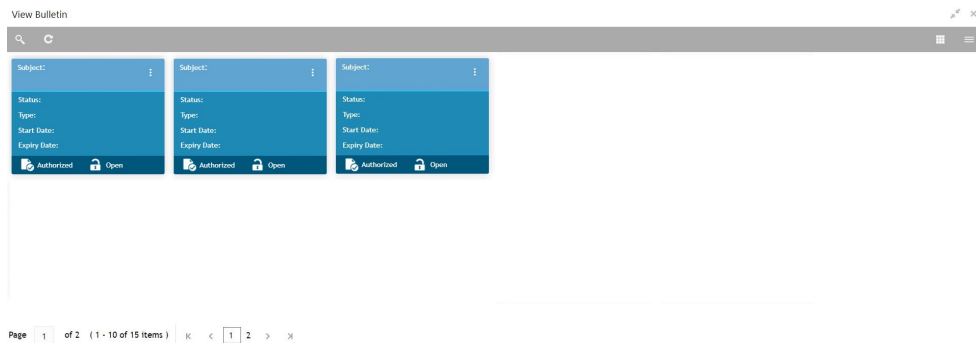 View Bulletin
Subject:
Status:
Type:
Start Date:
Expiry Date:
Authorized Open
Subject:
Status:
Type:
Start Date:
Expiry Date:
Authorized Open
Subject:
Status:
Type:
Start Date:
Expiry Date:
Authorized Open
Page 1 of 2 ( 1 - 10 of 15 items ) 1 2